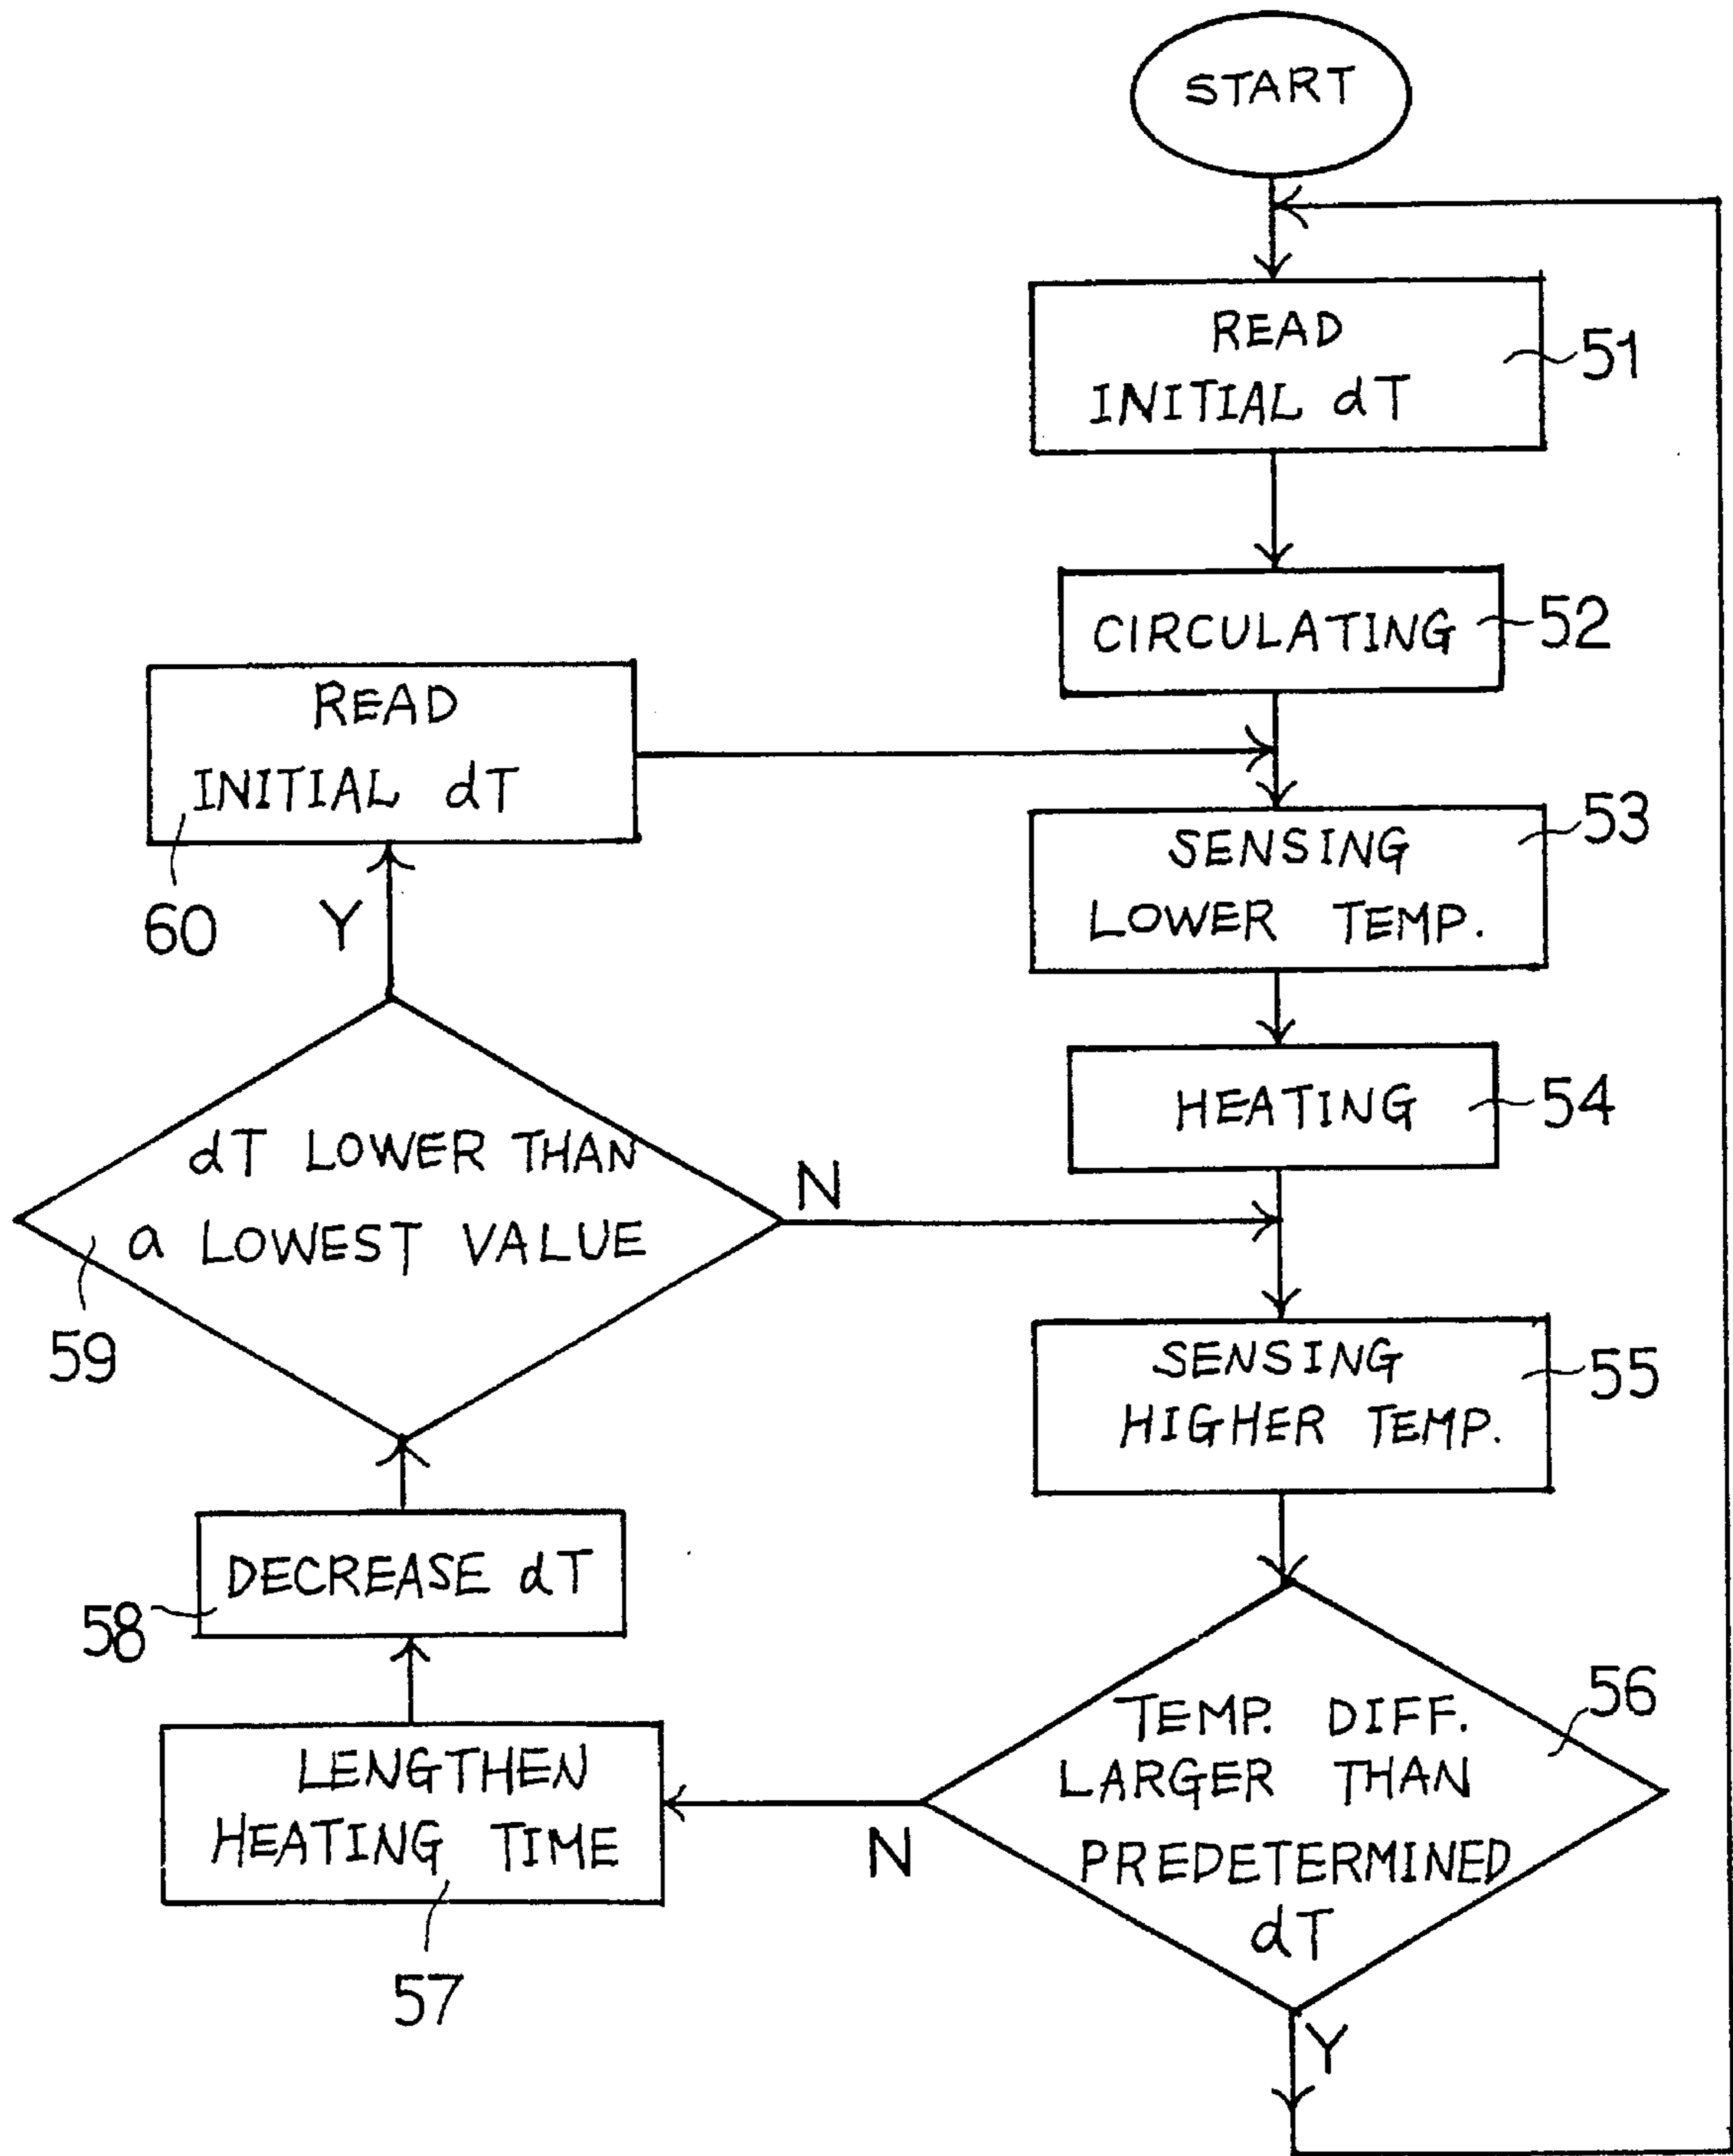 START
READ
INITIAL dT
51
CIRCULATING
52
READ
INITIAL dT
60
Y
SENSING
LOWER TEMP.
53
HEATING
54
dT LOWER THAN
a LOWEST VALUE
N
59
SENSING
HIGHER TEMP.
55
DECREASE dT
58
TEMP. DIFF.
LARGER THAN
PREDETERMINED
dT
56
N
Y
LENGTHEN
HEATING TIME
57